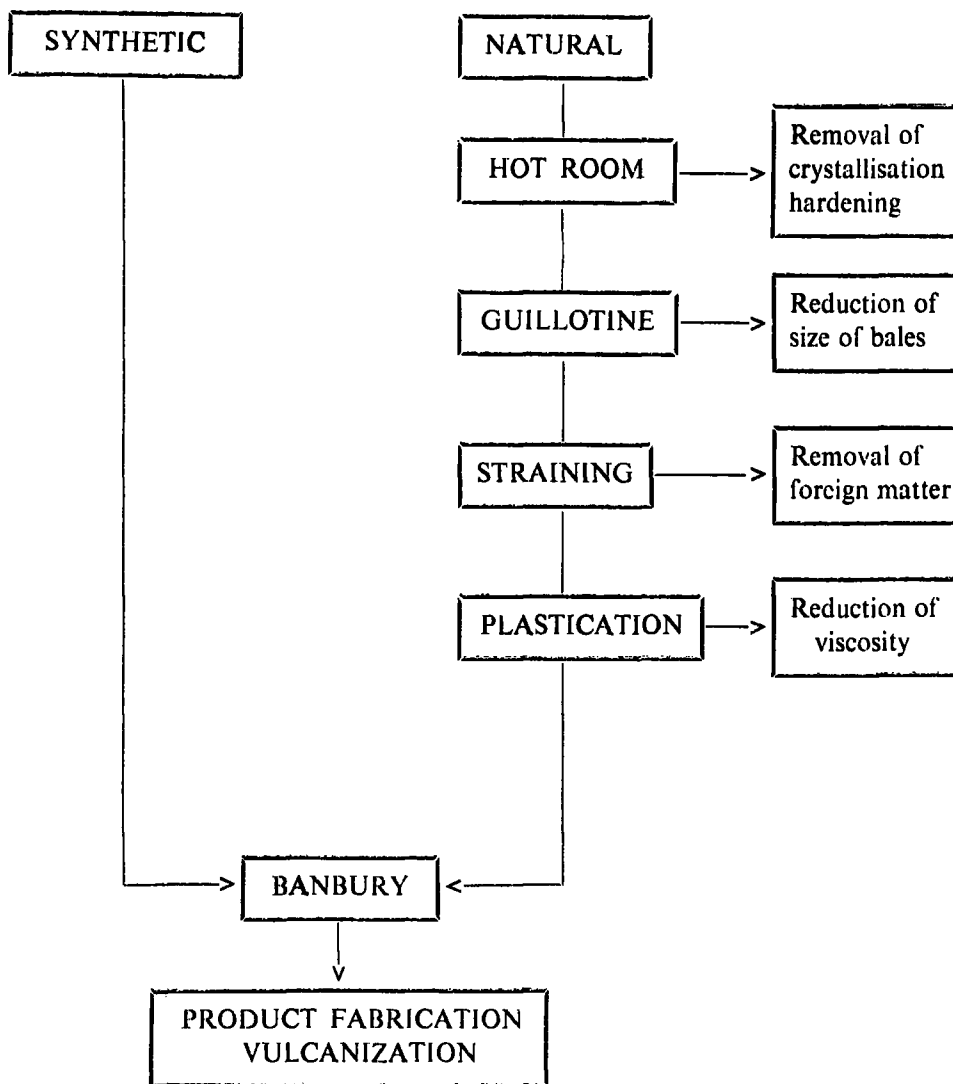 SYNTHETIC
NATURAL
HOT ROOM
Removal of
crystallisation
hardening
GUILLOTINE
Reduction of
size of bales
STRAINING
Removal of
foreign matter
PLASTICATION
Reduction of
viscosity
BANBURY
PRODUCT FABRICATION
VULCANIZATION